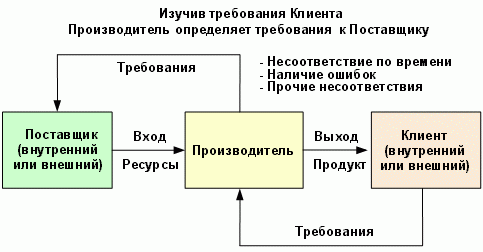 Изучив требования Клиента
Производитель определяет требования к Поставщику
Требования
- Несоответствие по времени
- Наличие ошибок
- Прочие несоответствия
Поставщик
(внутренний
или внешний)
Вход
Ресурсы
Производитель
Выход
Продукт
Клиент
(внутренний
или внешний)
Требования